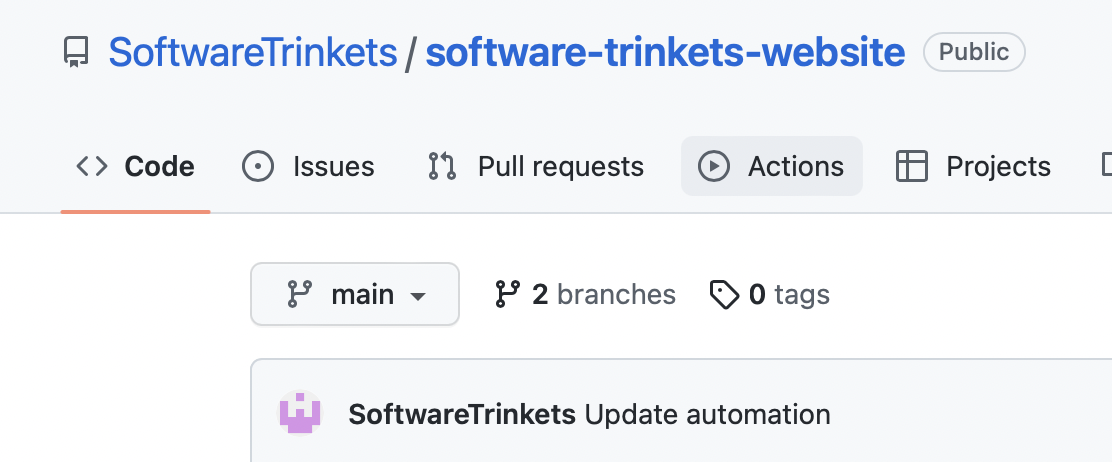 SoftwareTrinkets / software-trinkets-website Public
Code Issues Pull requests Actions Projects
main 2 branches 0 tags
SoftwareTrinkets Update automation